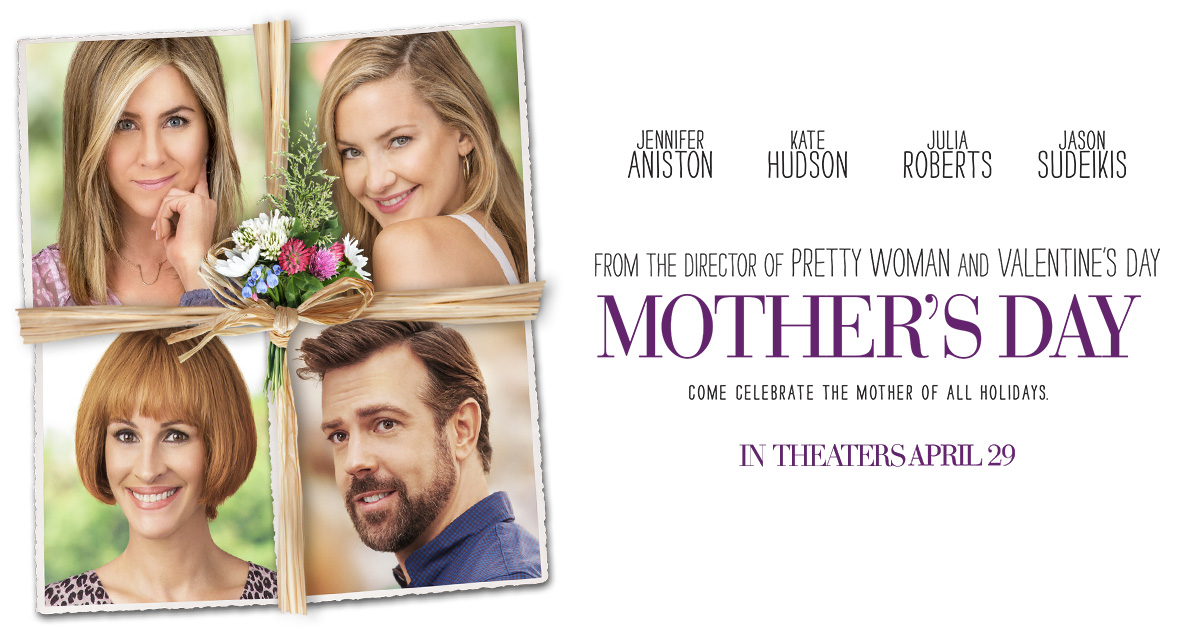 JENNIFER ANISTON
KATE HUDSON
JULIA ROBERTS
JASON SUDEIKIS
FROM THE DIRECTOR OF PRETTY WOMAN AND VALENTINE'S DAY
MOTHER'S DAY
COME CELEBRATE THE MOTHER OF ALL HOLIDAYS.
IN THEATERS APRIL 29